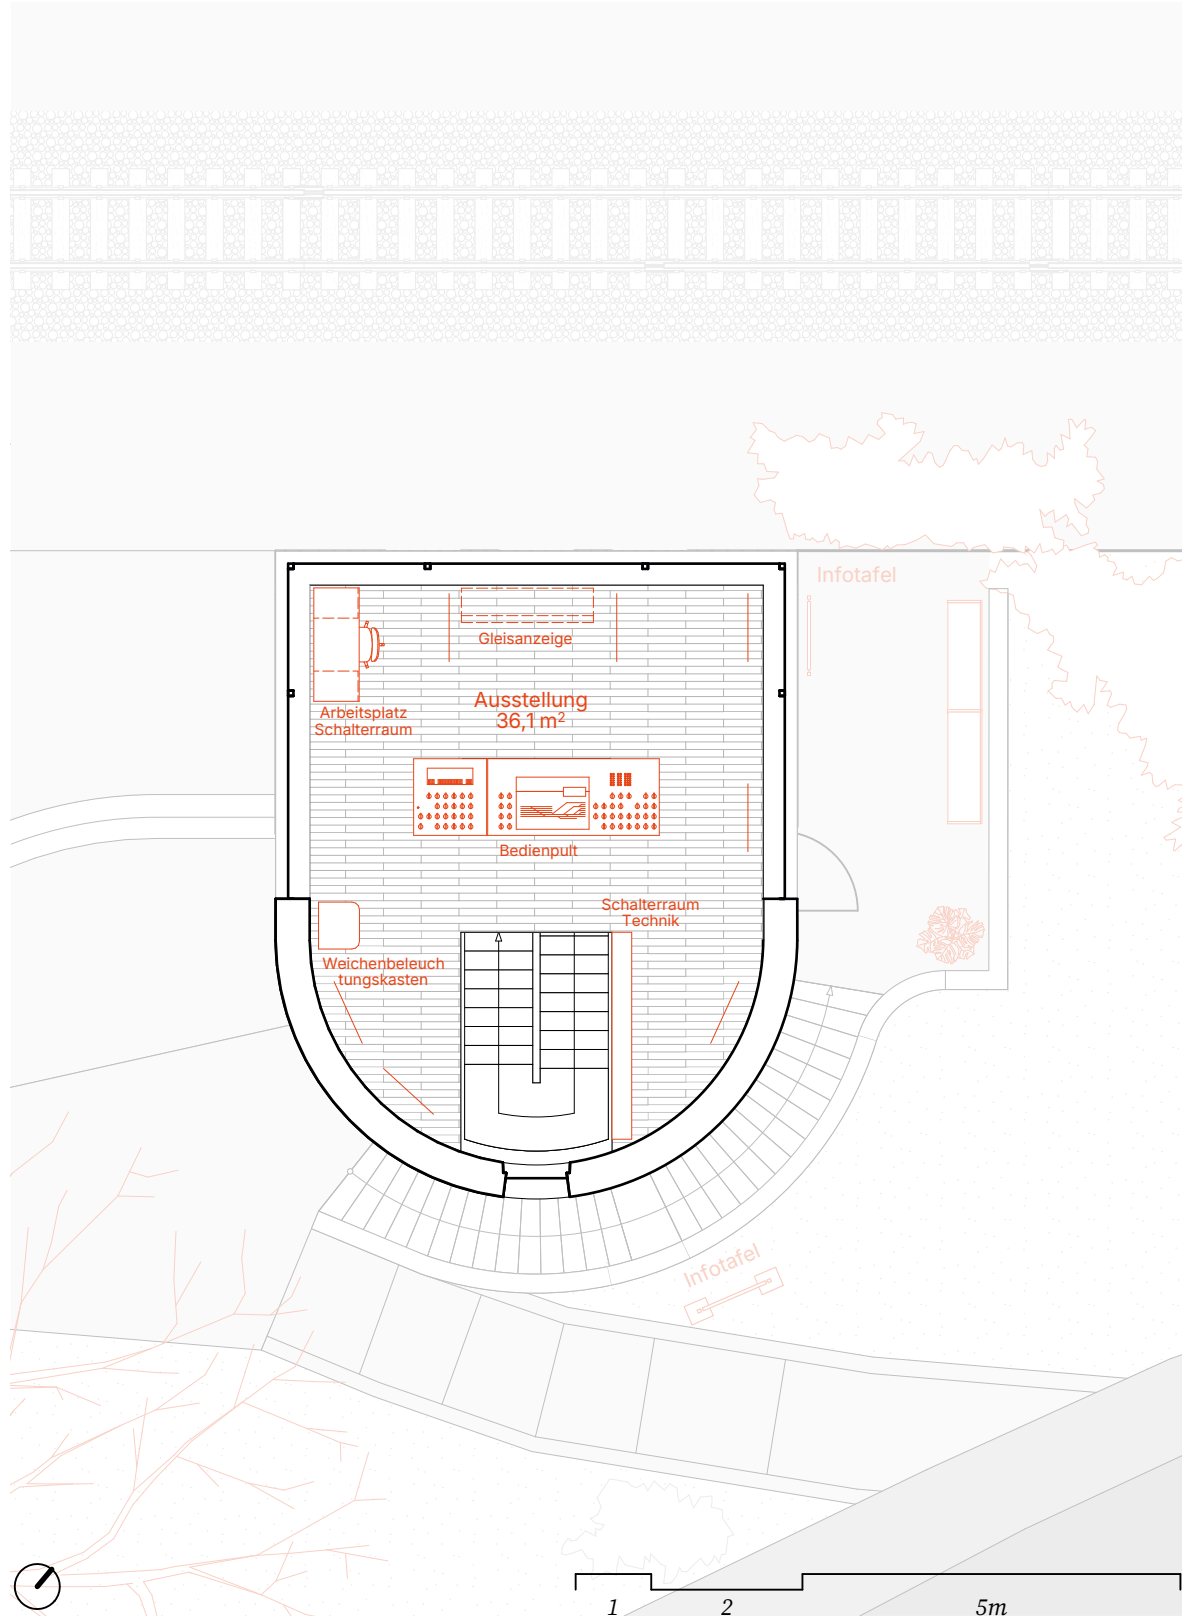 Infotafel
Gleisanzeige
Ausstellung
36,1 m²
Arbeitsplatz
Schalterraum
Bedienpult
Schalterraum
Technik
Weichenbeleuch
tungskasten
Infotafel
1
2
5m